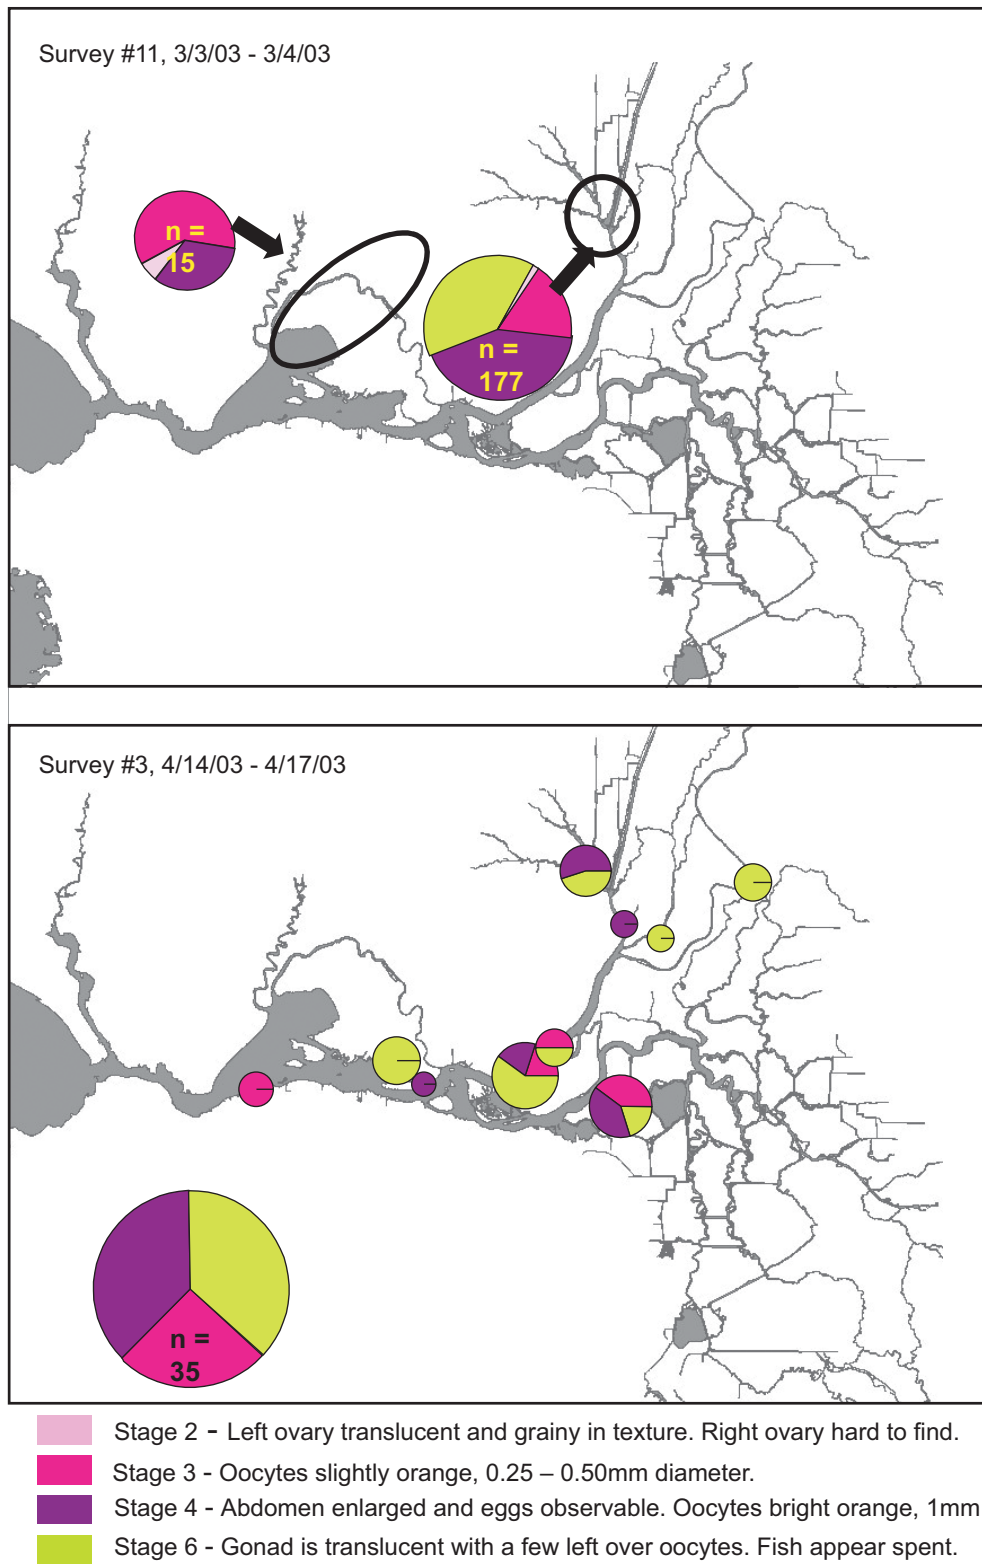 Survey #11, 3/3/03 - 3/4/03
n =
15
n =
177
Survey #3, 4/14/03 - 4/17/03
n =
35
Stage 2 - Left ovary translucent and grainy in texture. Right ovary hard to find.
Stage 3 - Oocytes slightly orange, 0.25 – 0.50mm diameter.
Stage 4 - Abdomen enlarged and eggs observable. Oocytes bright orange, 1mm
Stage 6 - Gonad is translucent with a few left over oocytes. Fish appear spent.